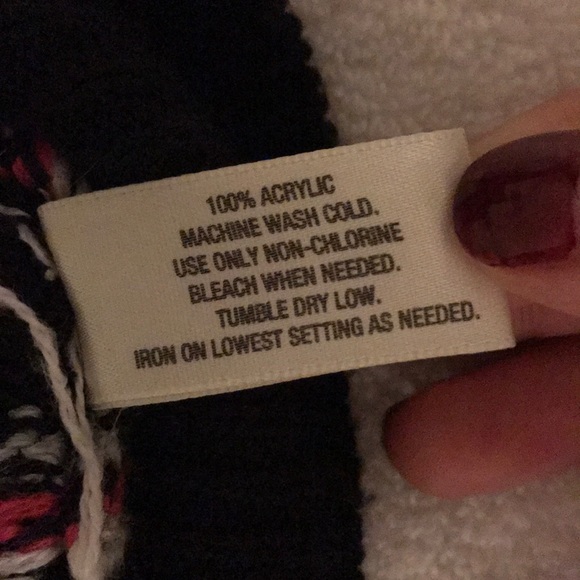 100% ACRYLIC
MACHINE WASH COLD.
USE ONLY NON-CHLORINE
BLEACH WHEN NEEDED.
TUMBLE DRY LOW.
IRON ON LOWEST SETTING AS NEEDED.